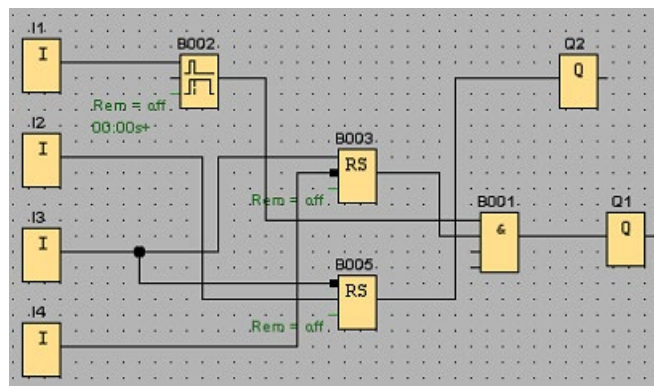 I1
I
B002
Rem = off
00:00s+
Q2
Q
I2
I
B003
RS
Rem = off
I3
I
B001
&
Q1
Q
B005
RS
Rem = off
I4
I